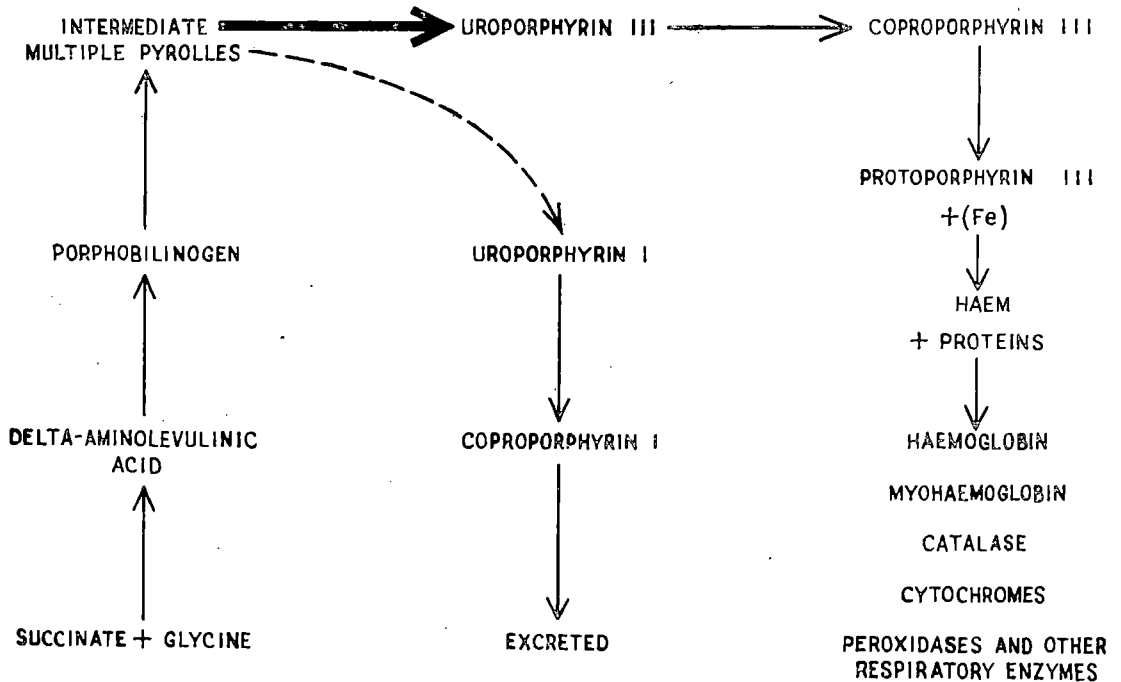 INTERMEDIATE
MULTIPLE PYROLLES
UROPORPHYRIN III
COPROPORPHYRIN III
PROTOPORPHYRIN III
+(Fe)
PORPHOBILINOGEN
UROPORPHYRIN I
HAEM
+ PROTEINS
DELTA-AMINOLEVULINIC
ACID
COPROPORPHYRIN I
HAEMOGLOBIN
MYOHAEMOGLOBIN
CATALASE
CYTOCHROMES
SUCCINATE + GLYCINE
EXCRETED
PEROXIDASES AND OTHER
RESPIRATORY ENZYMES